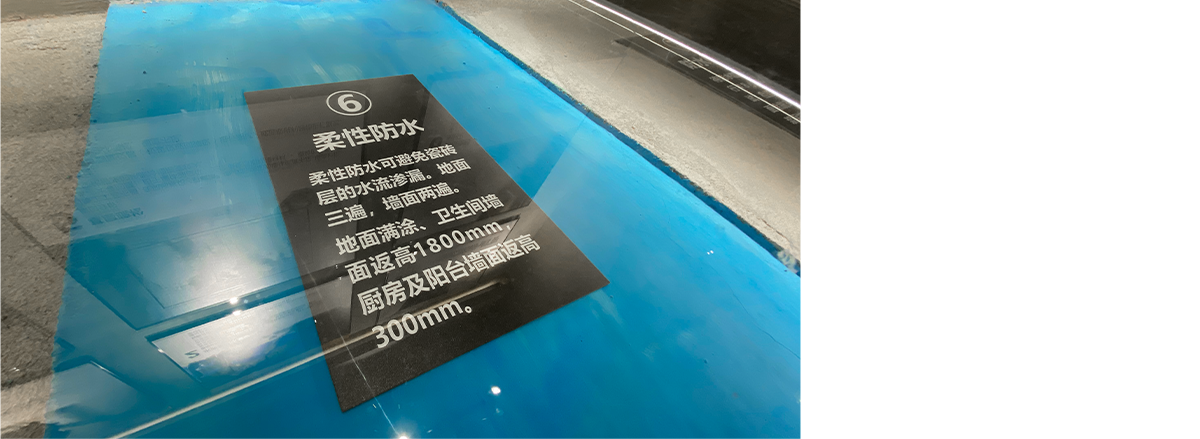 ⑥
柔性防水
柔性防水可避免瓷砖
层的水流渗漏。地面
三遍，墙面两遍。
地面满涂、卫生间墙
面返高1800mm，
厨房及阳台墙面返高
300mm。